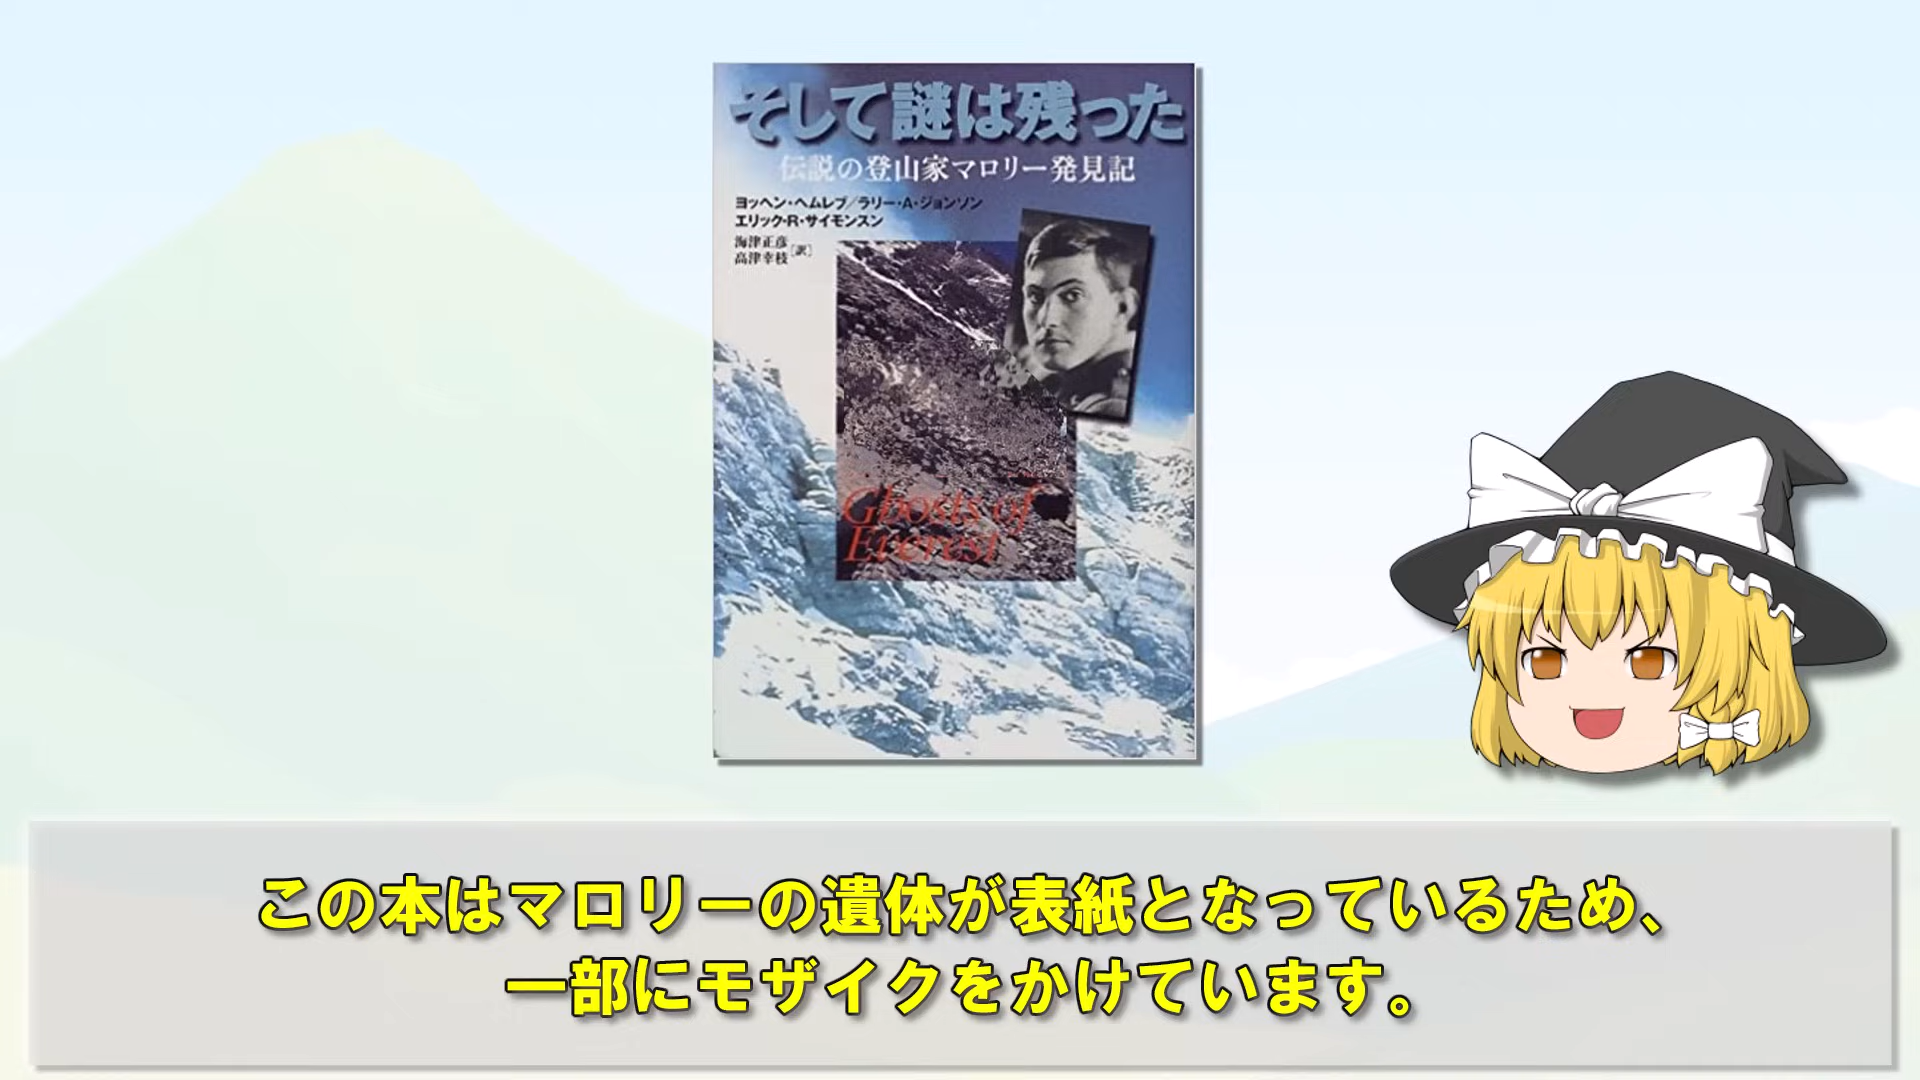 そして謎は残った
伝説の登山家マロリー発見記
ヨッヘン・ヘムレブ／ラリー・A・ジョンソン
エリック・R・サイモンスン
海津正彦
高津幸枝
[訳]
Ghosts of
Everest
この本はマロリーの遺体が表紙となっているため、
一部にモザイクをかけています。